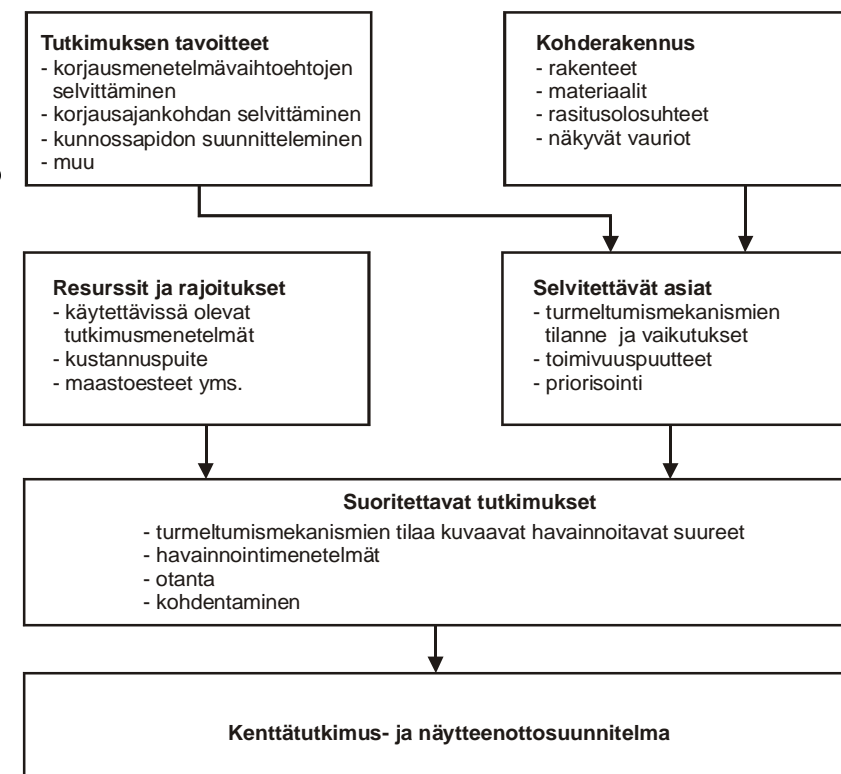 Tutkimuksen tavoitteet
- korjausmenetelmävaihtoehtojen
selvittäminen
- korjausajankohdan selvittäminen
- kunnossapidon suunnitteleminen
- muu
Kohderakennus
- rakenteet
- materiaalit
- rasitusolosuhteet
- näkyvät vauriot
Resurssit ja rajoitukset
- käytettävissä olevat
tutkimusmenetelmät
- kustannuspuite
- maastoesteet yms.
Selvitettävät asiat
- turmeltumismekanismien
tilanne ja vaikutukset
- toimivuuspuutteet
- priorisointi
Suoritettavat tutkimukset
- turmeltumismekanismien tilaa kuvaavat havainnoitavat suureet
- havainnointimenetelmät
- otanta
- kohdentaminen
Kenttätutkimus- ja näytteenottosuunnitelma